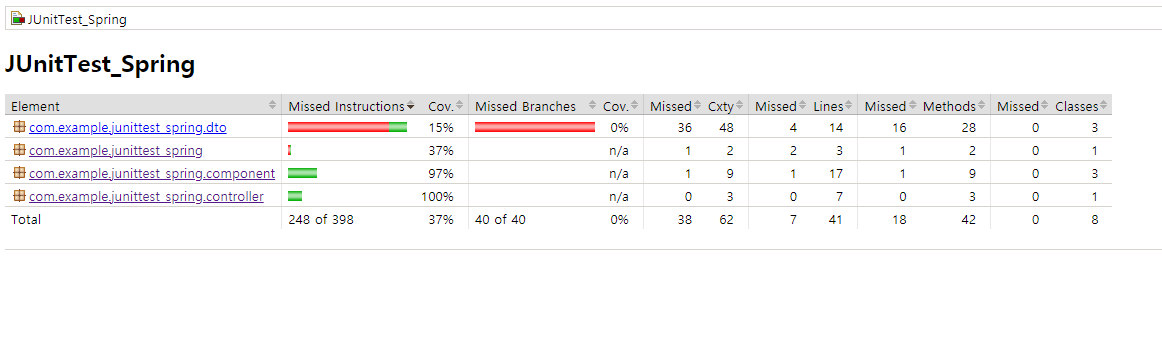 JUnitTest_Spring
JUnitTest_Spring
Element Missed Instructions Cov. Missed Branches Cov. Missed Cxty Missed Lines Missed Methods Missed Classes
com.example.junittest_spring.dto 15% 0% 36 48 4 14 16 28 0 3
com.example.junittest_spring 37% n/a 1 2 2 3 1 2 0 1
com.example.junittest_spring.component 97% n/a 1 9 1 17 1 9 0 3
com.example.junittest_spring.controller 100% n/a 0 3 0 7 0 3 0 1
Total 248 of 398 37% 40 of 40 0% 38 62 7 41 18 42 0 8